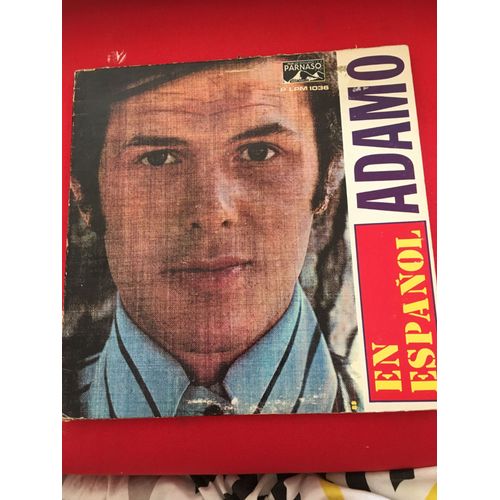 PARNASO
P LPM 1036
ADAMO
EN
ESPAÑOL